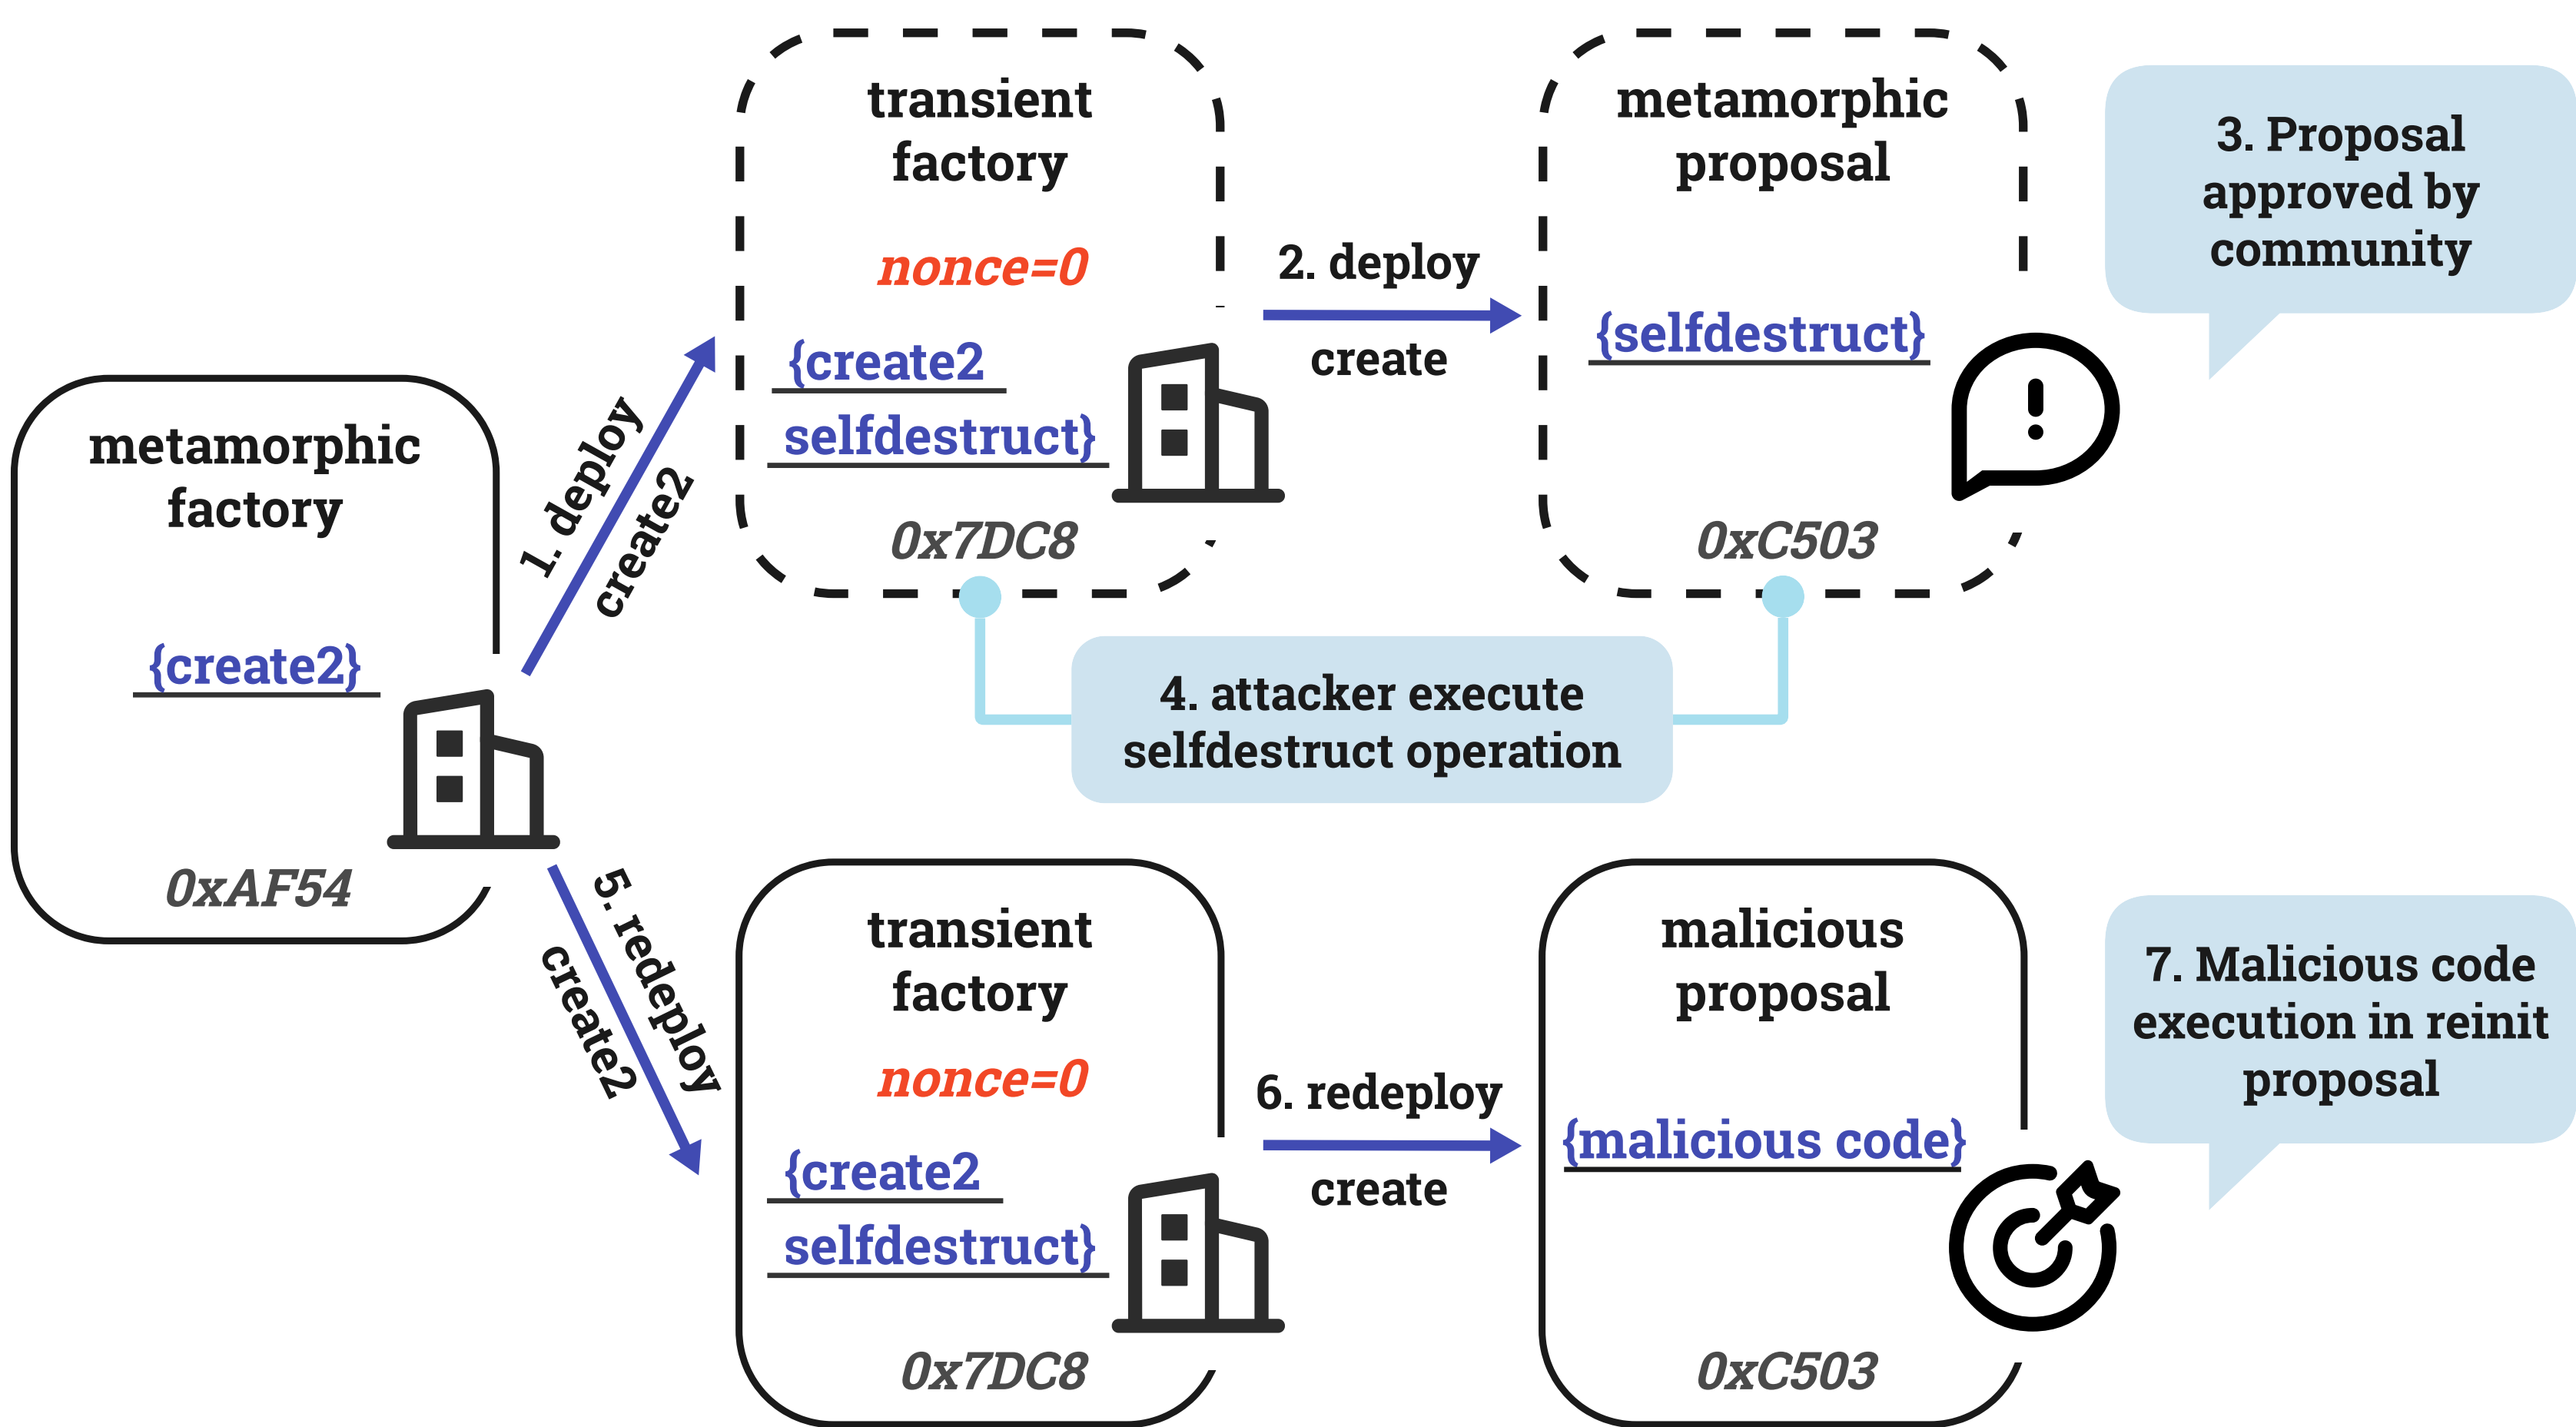 metamorphic
factory
{create2}
0xAF54
1. deploy
create2
transient
factory
nonce=0
{create2
selfdestruct}
0x7DC8
2. deploy
create
metamorphic
proposal
{selfdestruct}
0xC503
3. Proposal
approved by
community
4. attacker execute
selfdestruct operation
5. redeploy
create2
transient
factory
nonce=0
{create2
selfdestruct}
0x7DC8
6. redeploy
create
malicious
proposal
{malicious code}
0xC503
7. Malicious code
execution in reinit
proposal